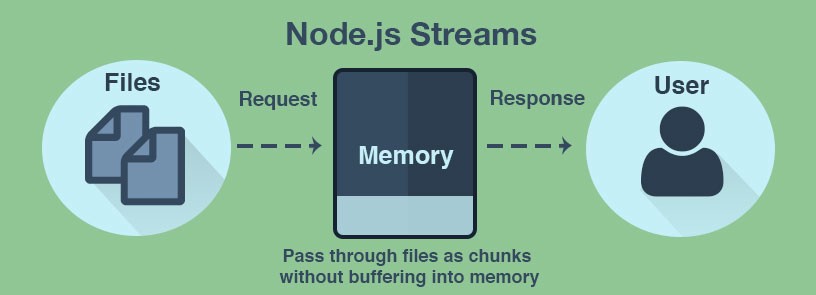 Node.js Streams
Files
Request
Memory
Response
User
Pass through files as chunks
without buffering into memory